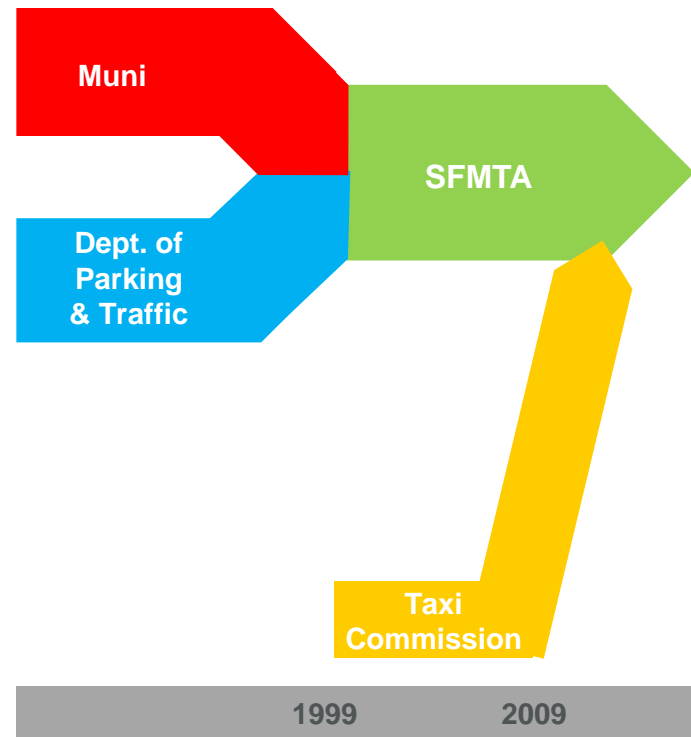 Muni
SFMTA
Dept. of
Parking
& Traffic
Taxi
Commission
1999
2009